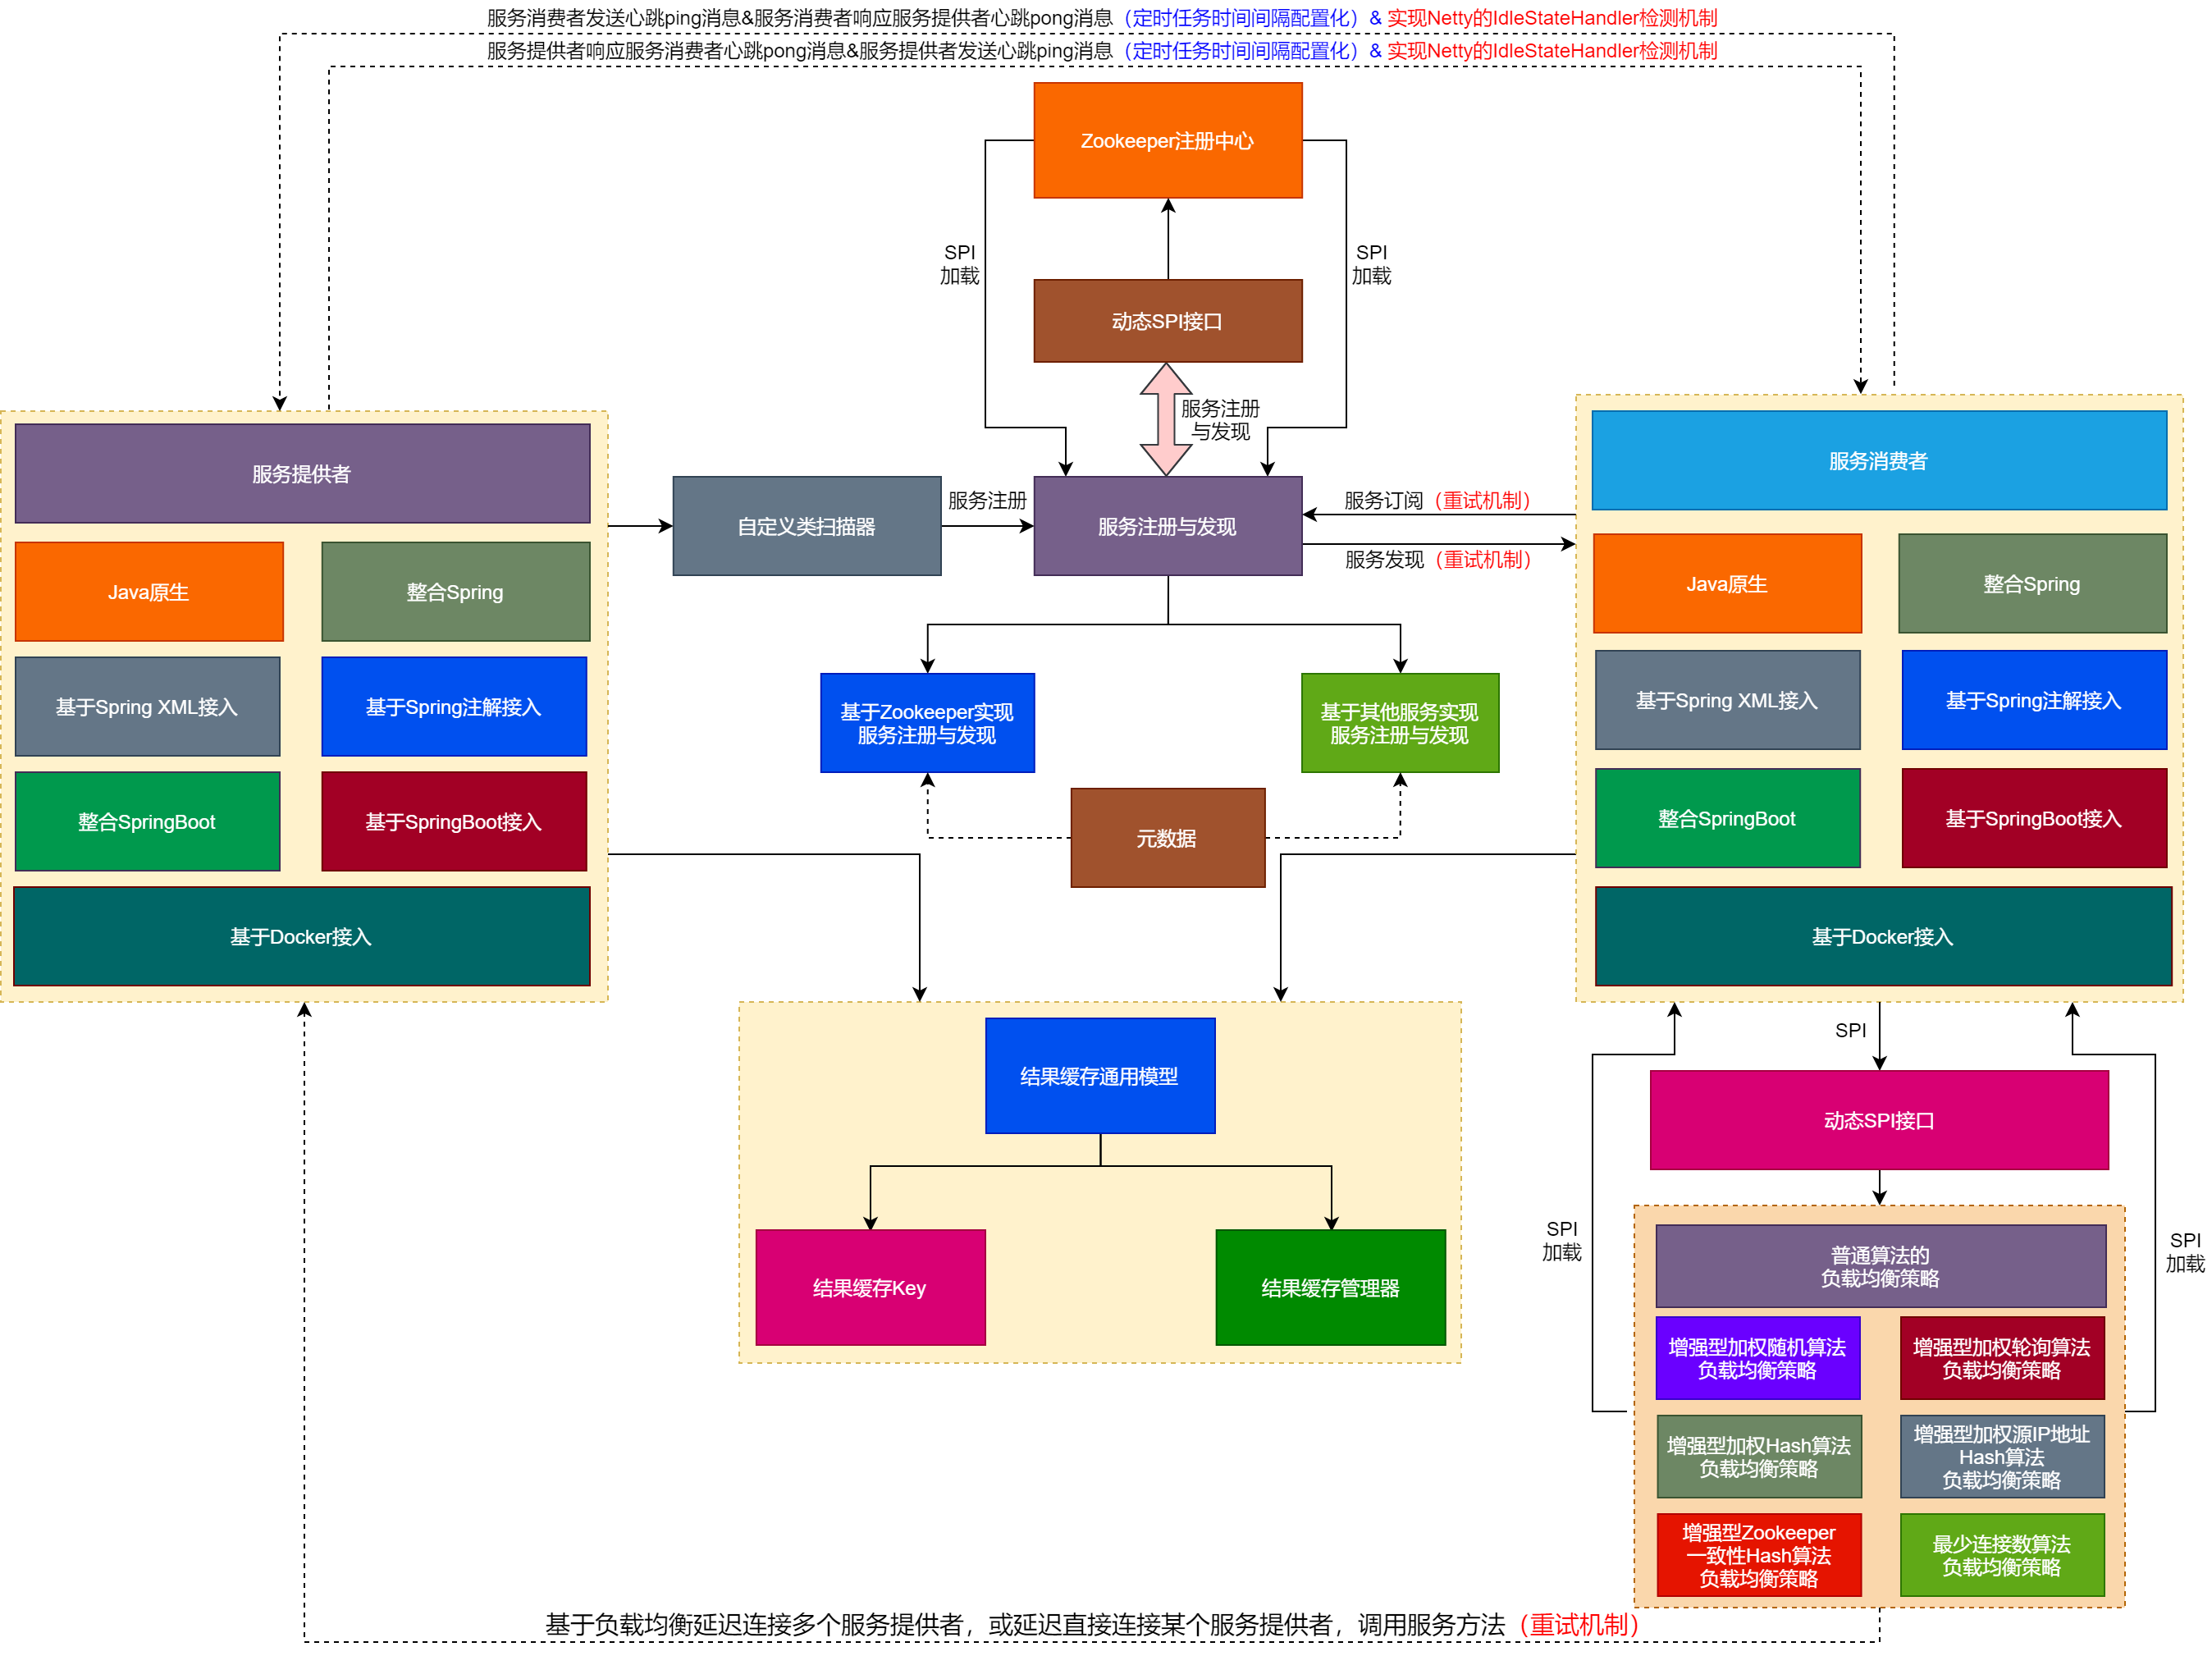 服务消费者发送心跳ping消息&服务消费者响应服务提供者心跳pong消息（定时任务时间间隔配置化）& 实现Netty的IdleStateHandler检测机制
服务提供者响应服务消费者心跳pong消息&服务提供者发送心跳ping消息（定时任务时间间隔配置化）& 实现Netty的IdleStateHandler检测机制
Zookeeper注册中心
SPI
加载
SPI
加载
动态SPI接口
服务注册
与发现
服务提供者
Java原生
整合Spring
基于Spring XML接入
基于Spring注解接入
整合SpringBoot
基于SpringBoot接入
基于Docker接入
自定义类扫描器
服务注册
服务注册与发现
服务订阅（重试机制）
服务发现（重试机制）
基于Zookeeper实现
服务注册与发现
基于其他服务实现
服务注册与发现
元数据
服务消费者
Java原生
整合Spring
基于Spring XML接入
基于Spring注解接入
整合SpringBoot
基于SpringBoot接入
基于Docker接入
结果缓存通用模型
结果缓存Key
结果缓存管理器
SPI
动态SPI接口
SPI
加载
SPI
加载
普通算法的
负载均衡策略
增强型加权随机算法
负载均衡策略
增强型加权轮询算法
负载均衡策略
增强型加权Hash算法
负载均衡策略
增强型加权源IP地址
Hash算法
负载均衡策略
增强型Zookeeper
一致性Hash算法
负载均衡策略
最少连接数算法
负载均衡策略
基于负载均衡延迟连接多个服务提供者，或延迟直接连接某个服务提供者，调用服务方法（重试机制）